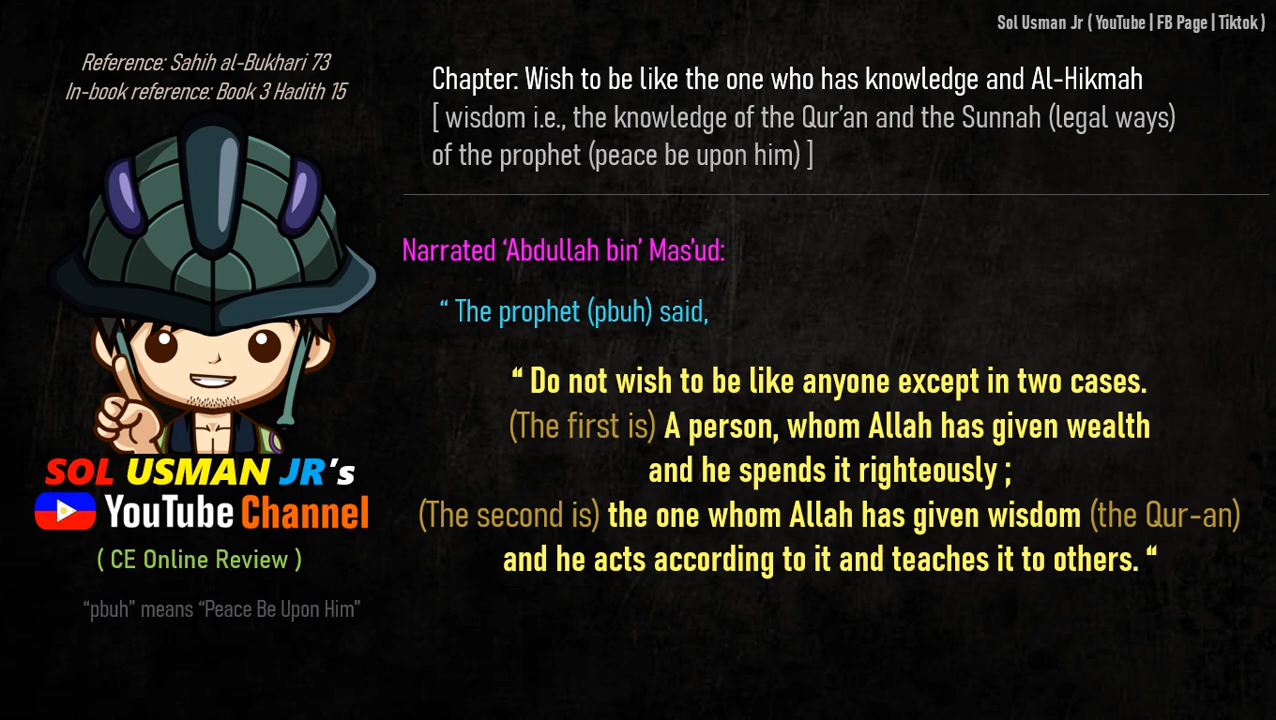 Sol Usman Jr ( YouTube | FB Page | Tiktok )
Reference: Sahih al-Bukhari 73
In-book reference: Book 3 Hadith 15
Chapter: Wish to be like the one who has knowledge and Al-Hikmah
[ wisdom i.e., the knowledge of the Qur’an and the Sunnah (legal ways)
of the prophet (peace be upon him) ]
Narrated ‘Abdullah bin’ Mas’ud:
“ The prophet (pbuh) said,
“ Do not wish to be like anyone except in two cases.
(The first is) A person, whom Allah has given wealth
and he spends it righteously ;
(The second is) the one whom Allah has given wisdom (the Qur-an)
and he acts according to it and teaches it to others. “
SOL USMAN JR’s
YouTube Channel
( CE Online Review )
“pbuh” means “Peace Be Upon Him”